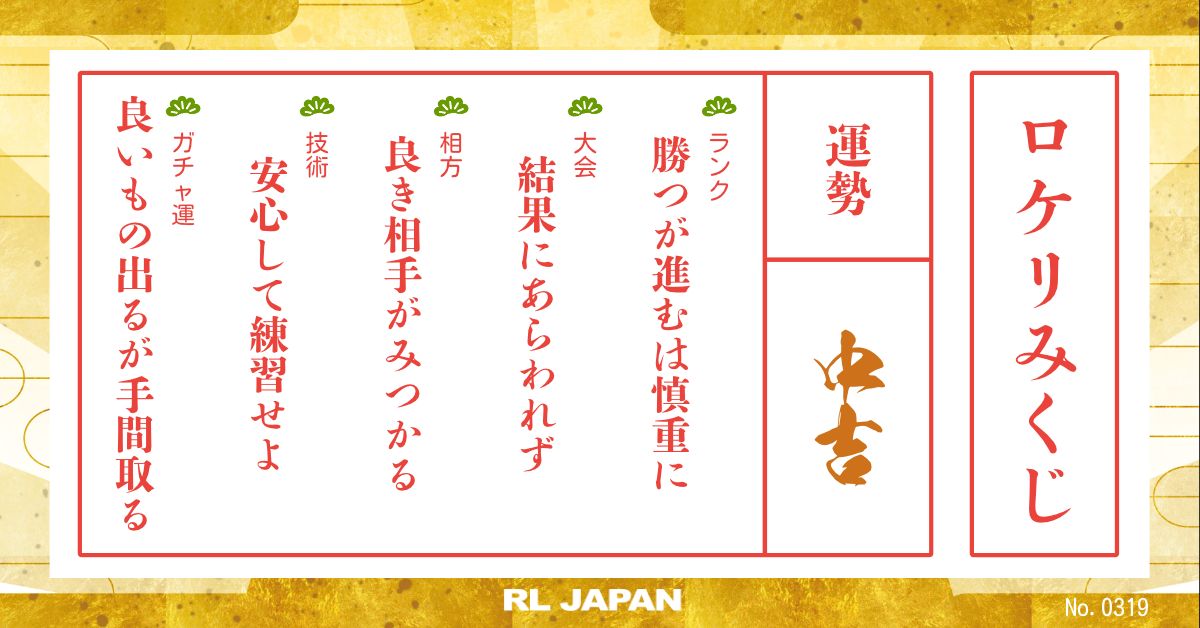 ロケリみくじ
運勢
中吉
ランク
勝つが進むは慎重に
大会
結果にあらわれず
相方
良き相手がみつかる
技術
安心して練習せよ
ガチャ運
良いもの出るが手間取る
RL JAPAN
No. 0319